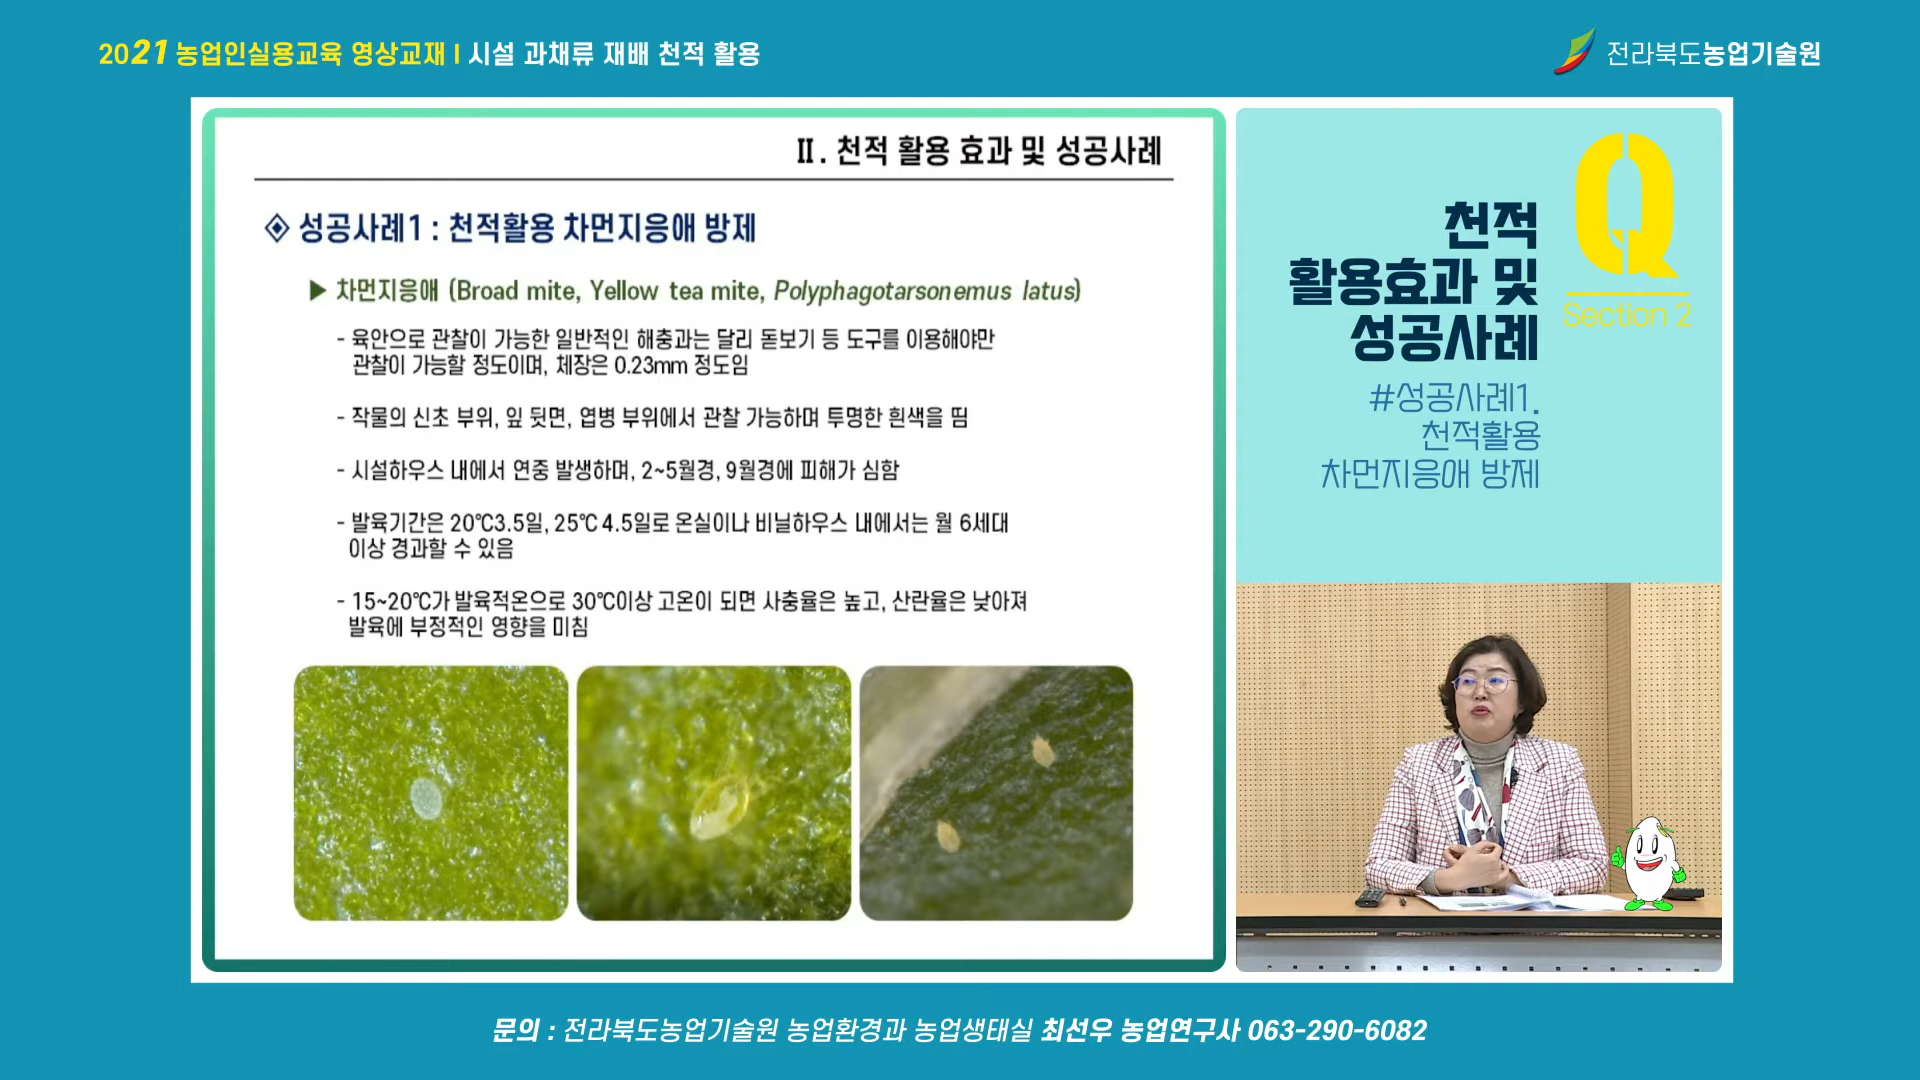 2021 농업인실용교육 영상교재 I 시설 과채류 재배 천적 활용
전라북도농업기술원
Ⅱ. 천적 활용 효과 및 성공사례
◈ 성공사례1 : 천적활용 차먼지응애 방제
▶ 차먼지응애 (Broad mite, Yellow tea mite, Polyphagotarsonemus latus)
- 육안으로 관찰이 가능한 일반적인 해충과는 달리 돋보기 등 도구를 이용해야만
관찰이 가능할 정도이며, 체장은 0.23mm 정도임
- 작물의 신초 부위, 잎 뒷면, 엽병 부위에서 관찰 가능하며 투명한 흰색을 띰
- 시설하우스 내에서 연중 발생하며, 2~5월경, 9월경에 피해가 심함
- 발육기간은 20℃3.5일, 25℃ 4.5일로 온실이나 비닐하우스 내에서는 월 6세대
이상 경과할 수 있음
- 15~20℃가 발육적온으로 30℃이상 고온이 되면 사충율은 높고, 산란율은 낮아져
발육에 부정적인 영향을 미침
천적
활용효과 및
성공사례
Q
Section 2
#성공사례1.
천적활용
차먼지응애 방제
문의 : 전라북도농업기술원 농업환경과 농업생태실 최선우 농업연구사 063-290-6082